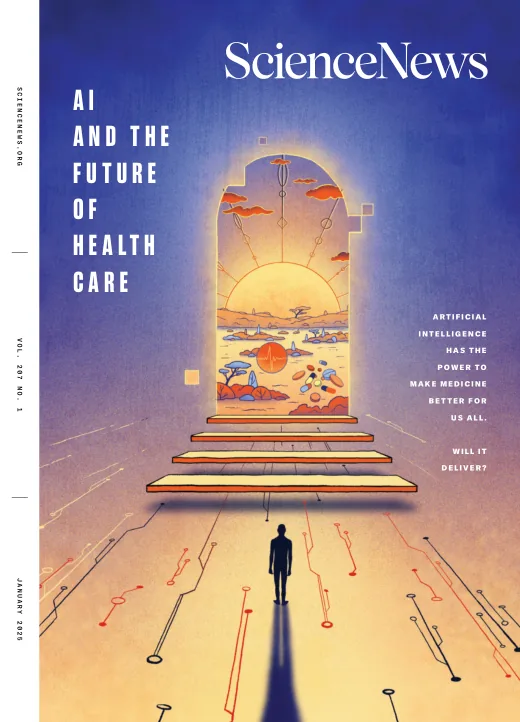 ScienceNews
AI
AND THE
FUTURE
OF
HEALTH
CARE
ARTIFICIAL
INTELLIGENCE
HAS THE
POWER TO
MAKE MEDICINE
BETTER FOR
US ALL.
WILL IT
DELIVER?
SCIENCENEWS.ORG
VOL. 207 NO. 1
JANUARY 2025